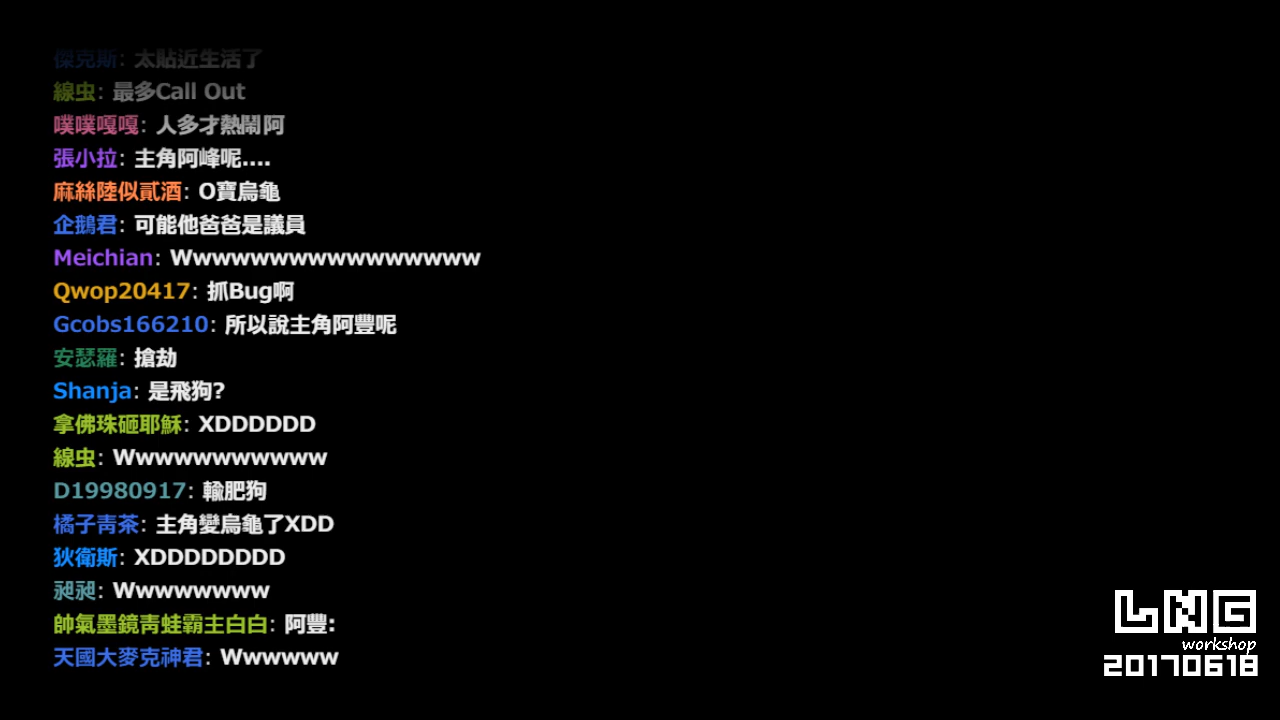 傑克斯: 太貼近生活了
線虫: 最多Call Out
噗噗嘎嘎: 人多才熱鬧阿
張小拉: 主角阿峰呢....
麻絲陸似貳酒: O寶烏龜
企鵝君: 可能他爸爸是議員
Meichian: Wwwwwwwwwwwwwwww
Qwop20417: 抓Bug啊
Gcobs166210: 所以說主角阿豐呢
安瑟羅: 搶劫
Shanja: 是飛狗?
拿佛珠砸耶穌: XDDDDDD
線虫: Wwwwwwwwwww
D19980917: 輸肥狗
橘子靑茶: 主角變烏龜了XDD
狄衛斯: XDDDDDDDD
昶昶: Wwwwwwww
帥氣墨鏡靑蛙霸主白白: 阿豐:
天國大麥克神君: Wwwwww
LNG
workshop
20170618